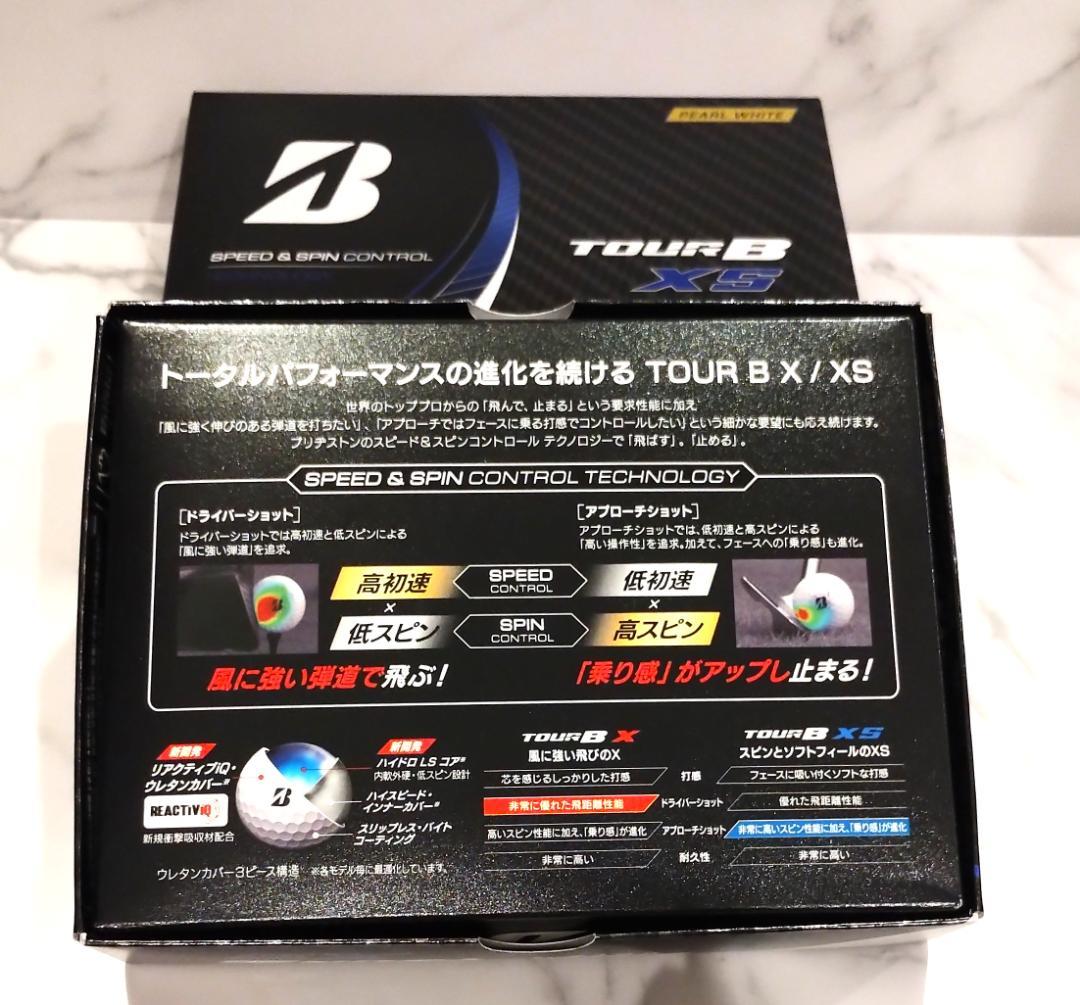 PEARL WHITE
B
SPEED & SPIN CONTROL
TOUR B
XS
トータルパフォーマンスの進化を続ける TOUR B X / XS
世界のトッププロからの「飛んで、止まる」という要求性能に加え
「風に強く伸びのある弾道を打ちたい」、「アプローチではフェースに乗る打感でコントロールしたい」という細かな要望にも応え続けます。
ブリヂストンのスピード&スピンコントロール テクノロジーで「飛ばす」。「止める」。
SPEED & SPIN CONTROL TECHNOLOGY
[ドライバーショット]
ドライバーショットでは高初速と低スピンによる
「風に強い弾道」を追求。
[アプローチショット]
アプローチショットでは、低初速と高スピンによる
「高い操作性」を追求。加えて、フェースへの「乗り感」も進化。
高初速
SPEED
CONTROL
低初速
×
×
低スピン
SPIN
CONTROL
高スピン
風に強い弾道で飛ぶ!
「乗り感」がアップし止まる!
新開発
リアクティブiQ・
ウレタンカバー※
REACTIV iQ
新規衝撃吸収材配合
B
新開発
ハイドロ LS コア※
内軟外硬・低スピン設計
ハイスピード・
インナーカバー※
スリップレス・バイト
コーティング
ウレタンカバー3ピース構造 ※各モデル毎に最適化しています。
TOUR B X
風に強い飛びのX
TOUR B XS
スピンとソフトフィールのXS
芯を感じるしっかりした打感 打感 フェースに吸い付くソフトな打感
非常に優れた飛距離性能 ドライバーショット 優れた飛距離性能
高いスピン性能に加え、「乗り感」が進化 アプローチショット 非常に高いスピン性能に加え、「乗り感」が進化
非常に高い 耐久性 非常に高い